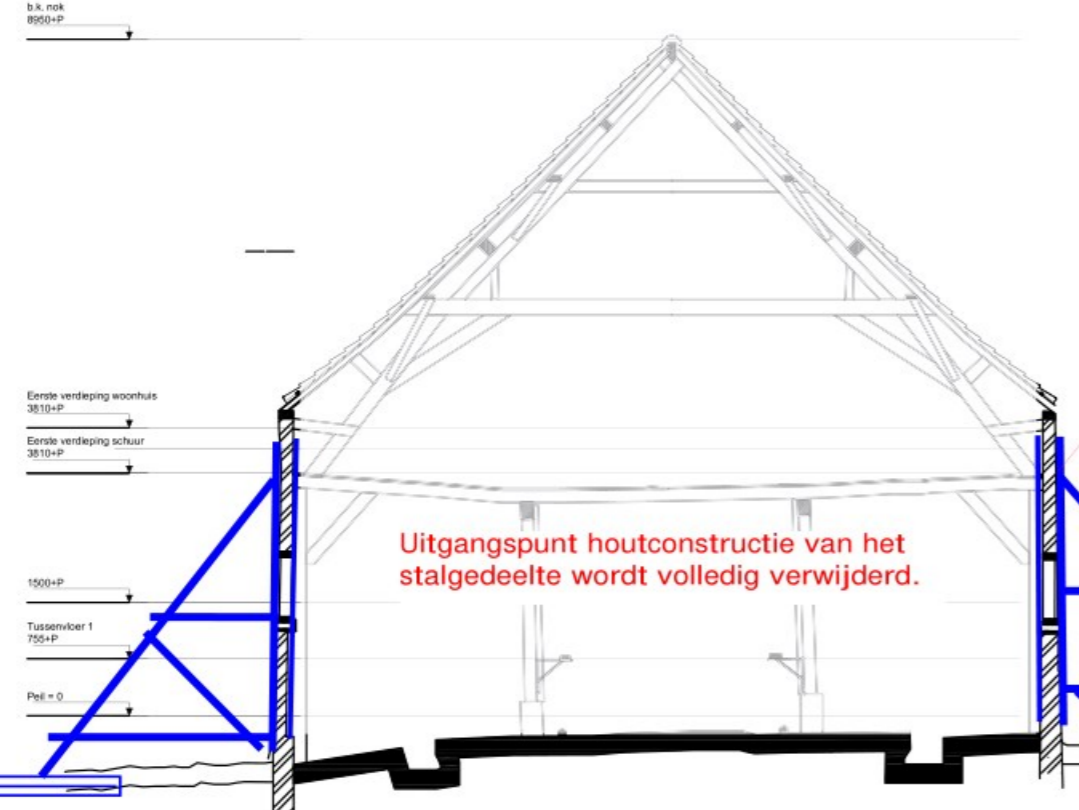 b.k. nok
8950+P
Eerste verdieping woonhuis
3810+P
Eerste verdieping schuur
3810+P
Uitgangspunt houtconstructie van het
stalgedeelte wordt volledig verwijderd.
1500+P
Tussenvloer 1
755+P
Peil = 0